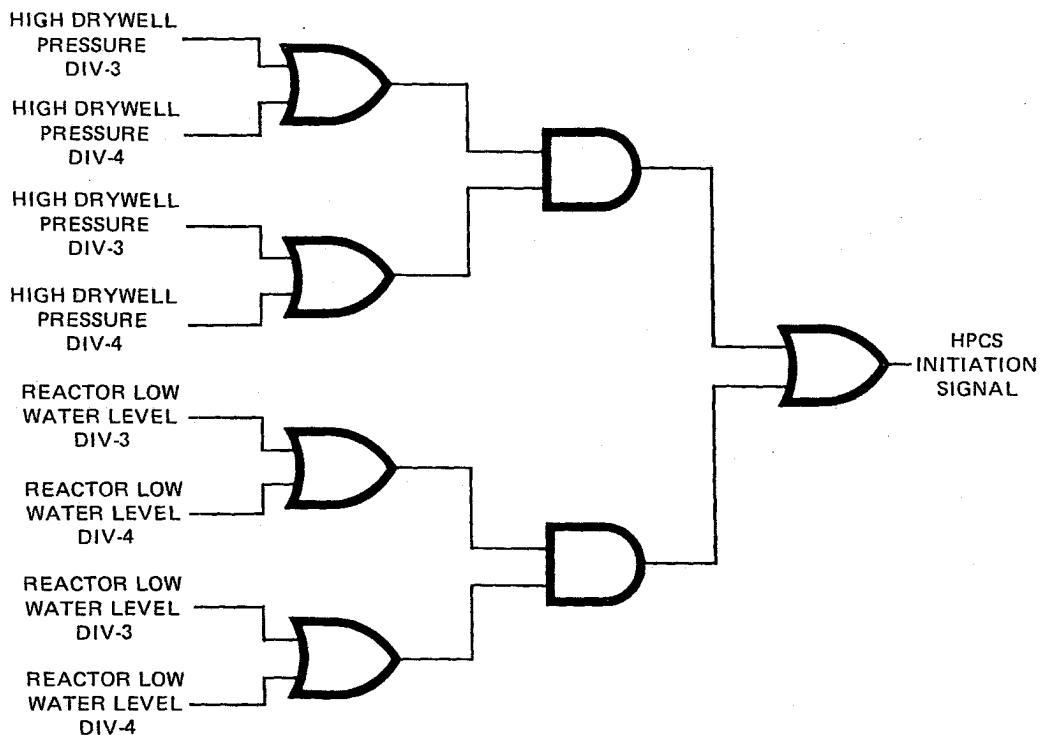 HIGH DRYWELL
PRESSURE
DIV-3
HIGH DRYWELL
PRESSURE
DIV-4
HIGH DRYWELL
PRESSURE
DIV-3
HIGH DRYWELL
PRESSURE
DIV-4
REACTOR LOW
WATER LEVEL
DIV-3
REACTOR LOW
WATER LEVEL
DIV-4
REACTOR LOW
WATER LEVEL
DIV-3
REACTOR LOW
WATER LEVEL
DIV-4
HPCS
INITIATION
SIGNAL